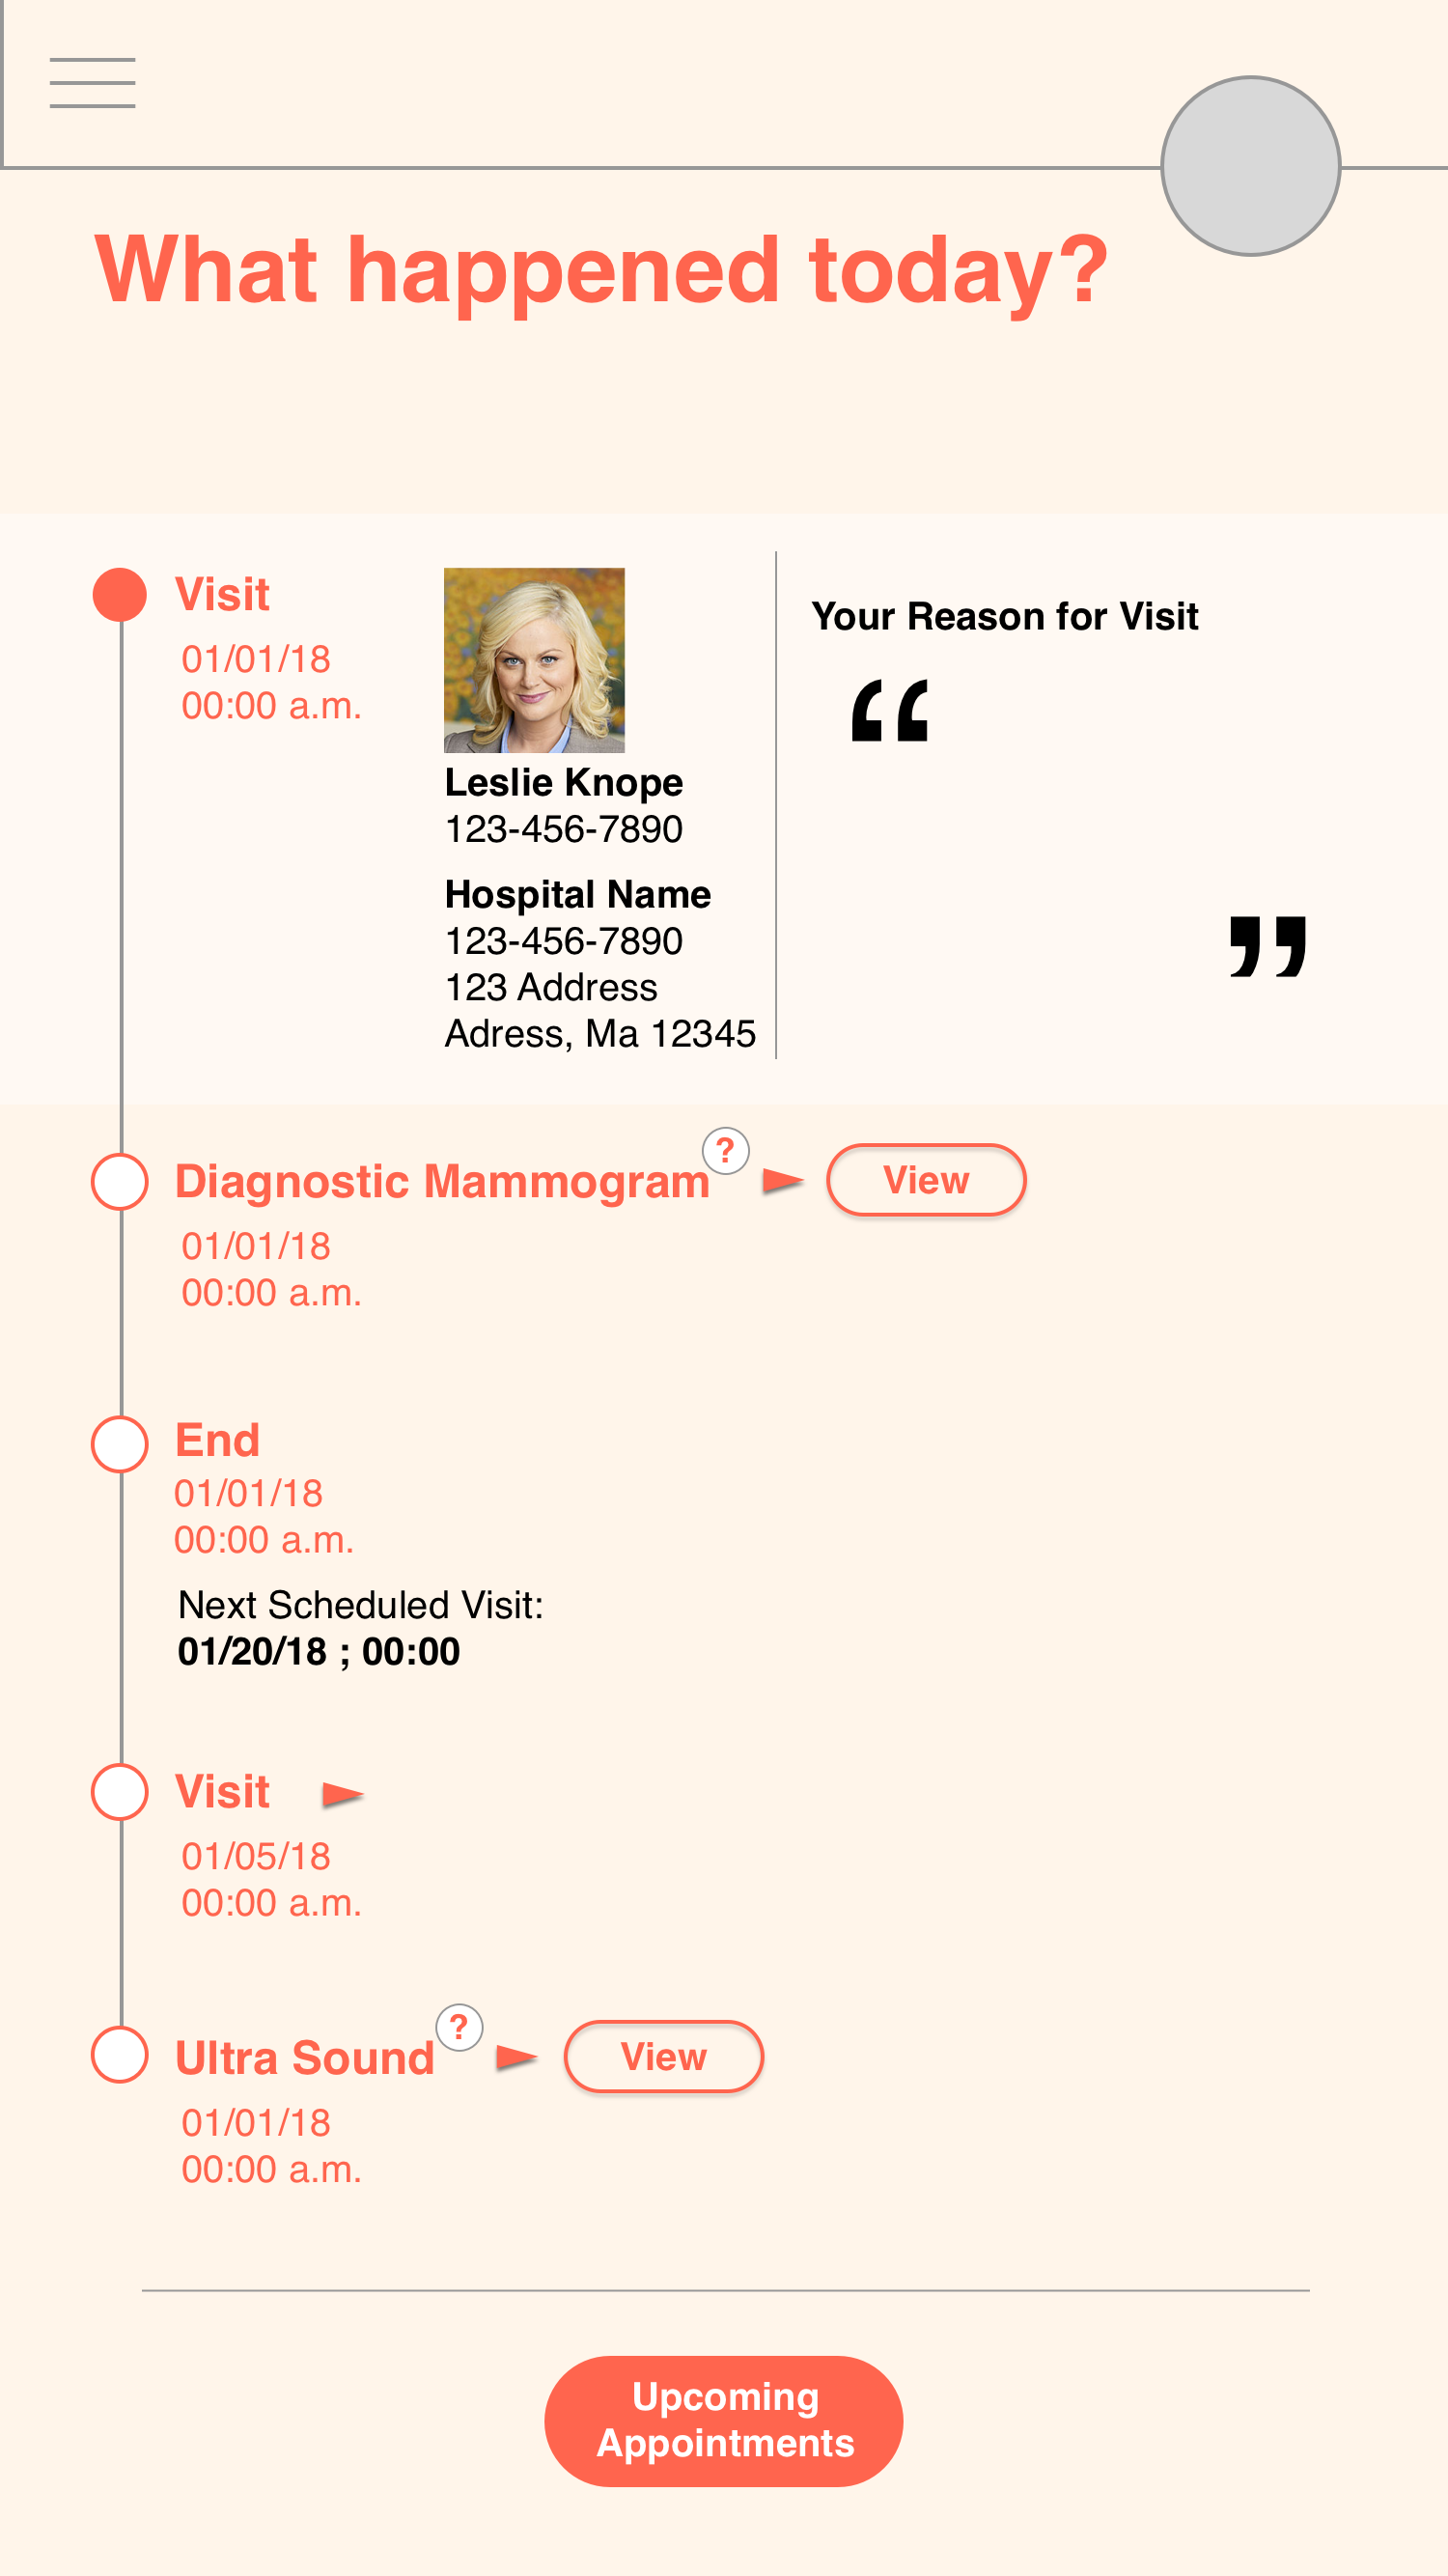 What happened today?
Visit
01/01/18
00:00 a.m.
Leslie Knope
123-456-7890
Hospital Name
123-456-7890
123 Address
Adress, Ma 12345
Your Reason for Visit
“
”
Diagnostic Mammogram
?
View
01/01/18
00:00 a.m.
End
01/01/18
00:00 a.m.
Next Scheduled Visit:
01/20/18 ; 00:00
Visit
01/05/18
00:00 a.m.
Ultra Sound
?
View
01/01/18
00:00 a.m.
Upcoming
Appointments